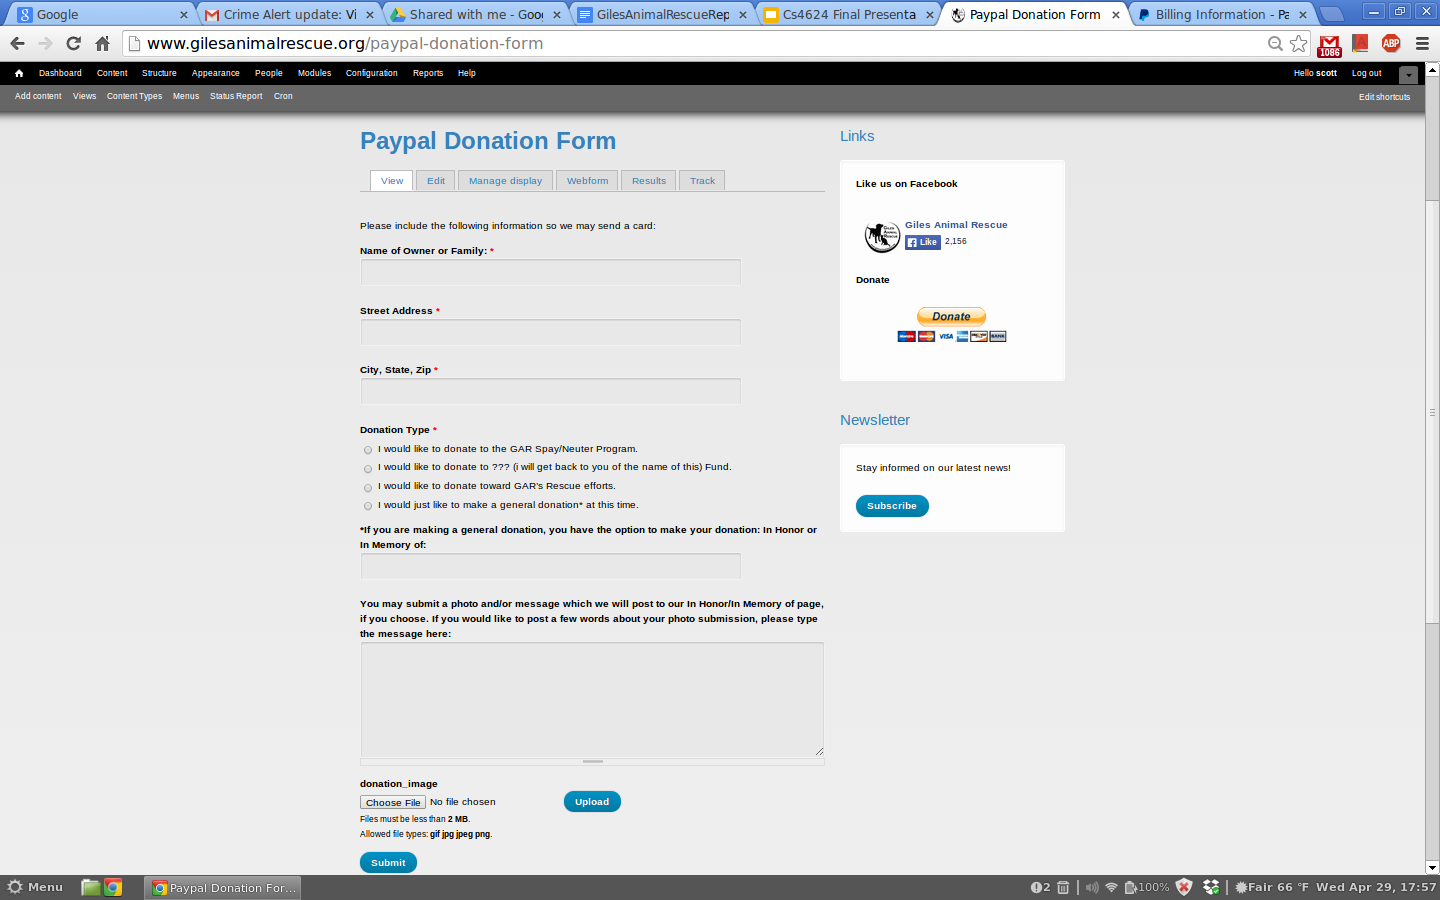 Google
Crime Alert update: Vi
Shared with me - Goo
GilesAnimalRescueRep
Cs4624 Final Presenta
Paypal Donation Form
Billing Information - Pa
www.gilesanimalrescue.org/paypal-donation-form
1086
ABP
Dashboard Content Structure Appearance People Modules Configuration Reports Help
Hello scott Log out
Add content Views Content Types Menus Status Report Cron
Edit shortcuts
Paypal Donation Form
View Edit Manage display Webform Results Track
Please include the following information so we may send a card:
Name of Owner or Family: *
Street Address *
City, State, Zip *
Donation Type *
I would like to donate to the GAR Spay/Neuter Program.
I would like to donate to ??? (i will get back to you of the name of this) Fund.
I would like to donate toward GAR's Rescue efforts.
I would just like to make a general donation* at this time.
*If you are making a general donation, you have the option to make your donation: In Honor or
In Memory of:
You may submit a photo and/or message which we will post to our In Honor/In Memory of page,
if you choose. If you would like to post a few words about your photo submission, please type
the message here:
donation_image
Choose File No file chosen
Upload
Files must be less than 2 MB.
Allowed file types: gif jpg jpeg png.
Submit
Links
Like us on Facebook
Giles Animal Rescue
Like 2,156
Donate
Donate
VISA
BANK
Newsletter
Stay informed on our latest news!
Subscribe
Menu
Paypal Donation For...
2
100%
Fair 66 °F Wed Apr 29, 17:57